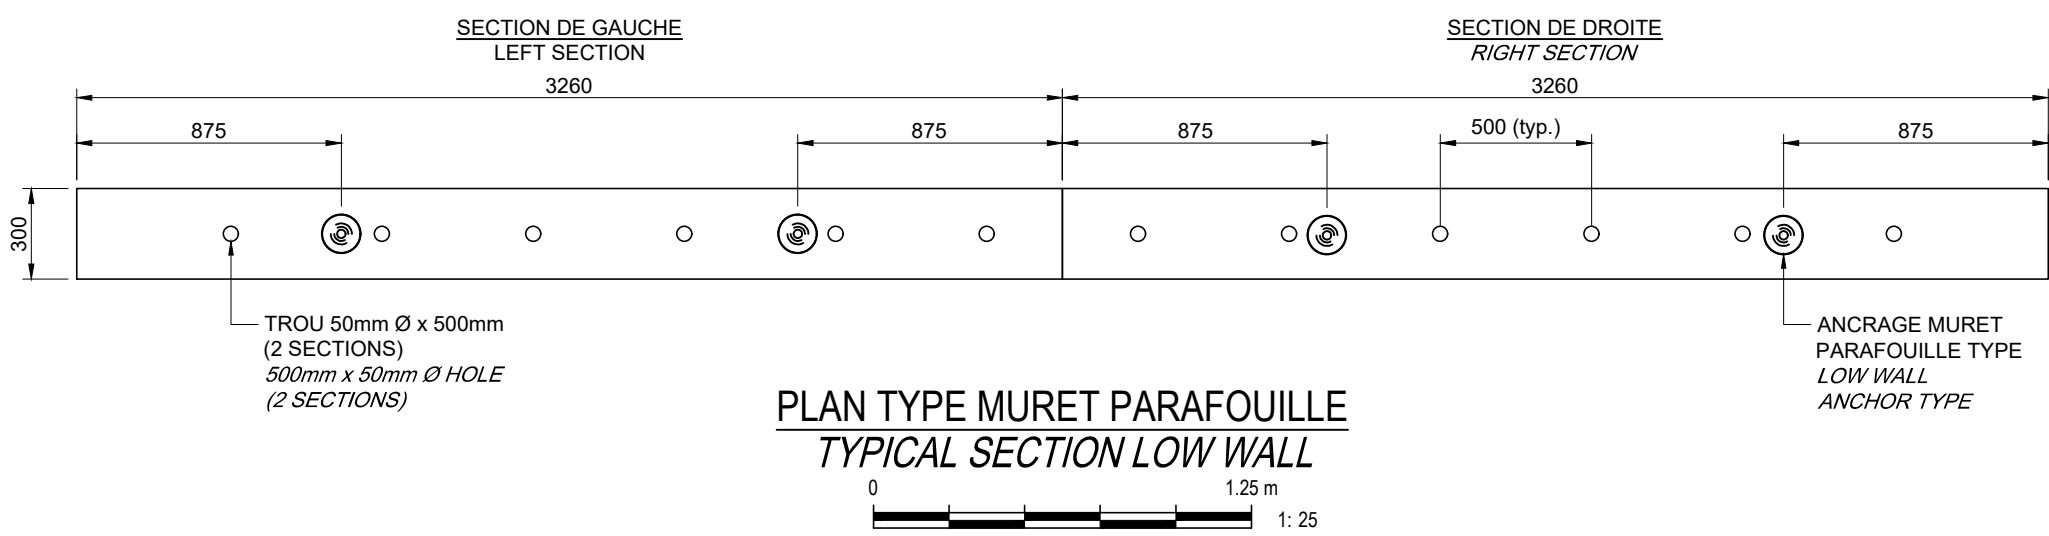 SECTION DE GAUCHE
LEFT SECTION
SECTION DE DROITE
RIGHT SECTION
3260
3260
875
875
875
500 (typ.)
875
300
TROU 50mm Ø x 500mm
(2 SECTIONS)
500mm x 50mm Ø HOLE
(2 SECTIONS)
ANCRAGE MURET
PARAFOUILLE TYPE
LOW WALL
ANCHOR TYPE
PLAN TYPE MURET PARAFOUILLE
TYPICAL SECTION LOW WALL
0 1.25 m
1: 25